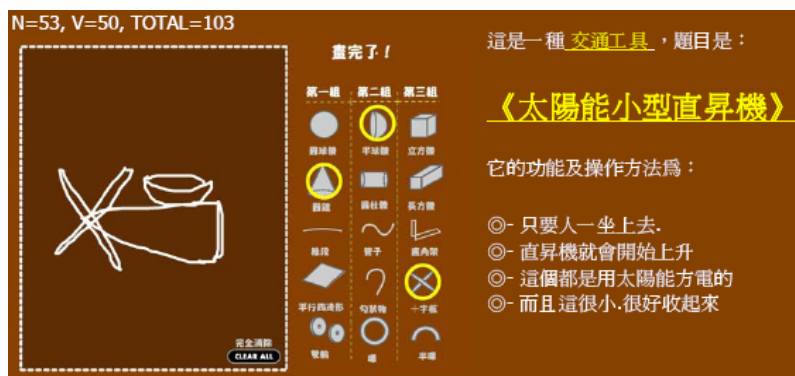 N=53, V=50, TOTAL=103
畫完了!
第一組 第二組 第三組
圓球體 半球體 立方體
圓錐 圓柱體 長方體
線段 管子 直角架
平行四邊形 勾狀物 十字板
雙輪 環 半環
完全清除
CLEAR ALL
這是一種 交通工具 ,題目是:
《太陽能小型直昇機》
它的功能及操作方法為:
◎- 只要人一坐上去.
◎- 直昇機就會開始上升
◎- 這個都是用太陽能方電的
◎- 而且這很小.很好收起來